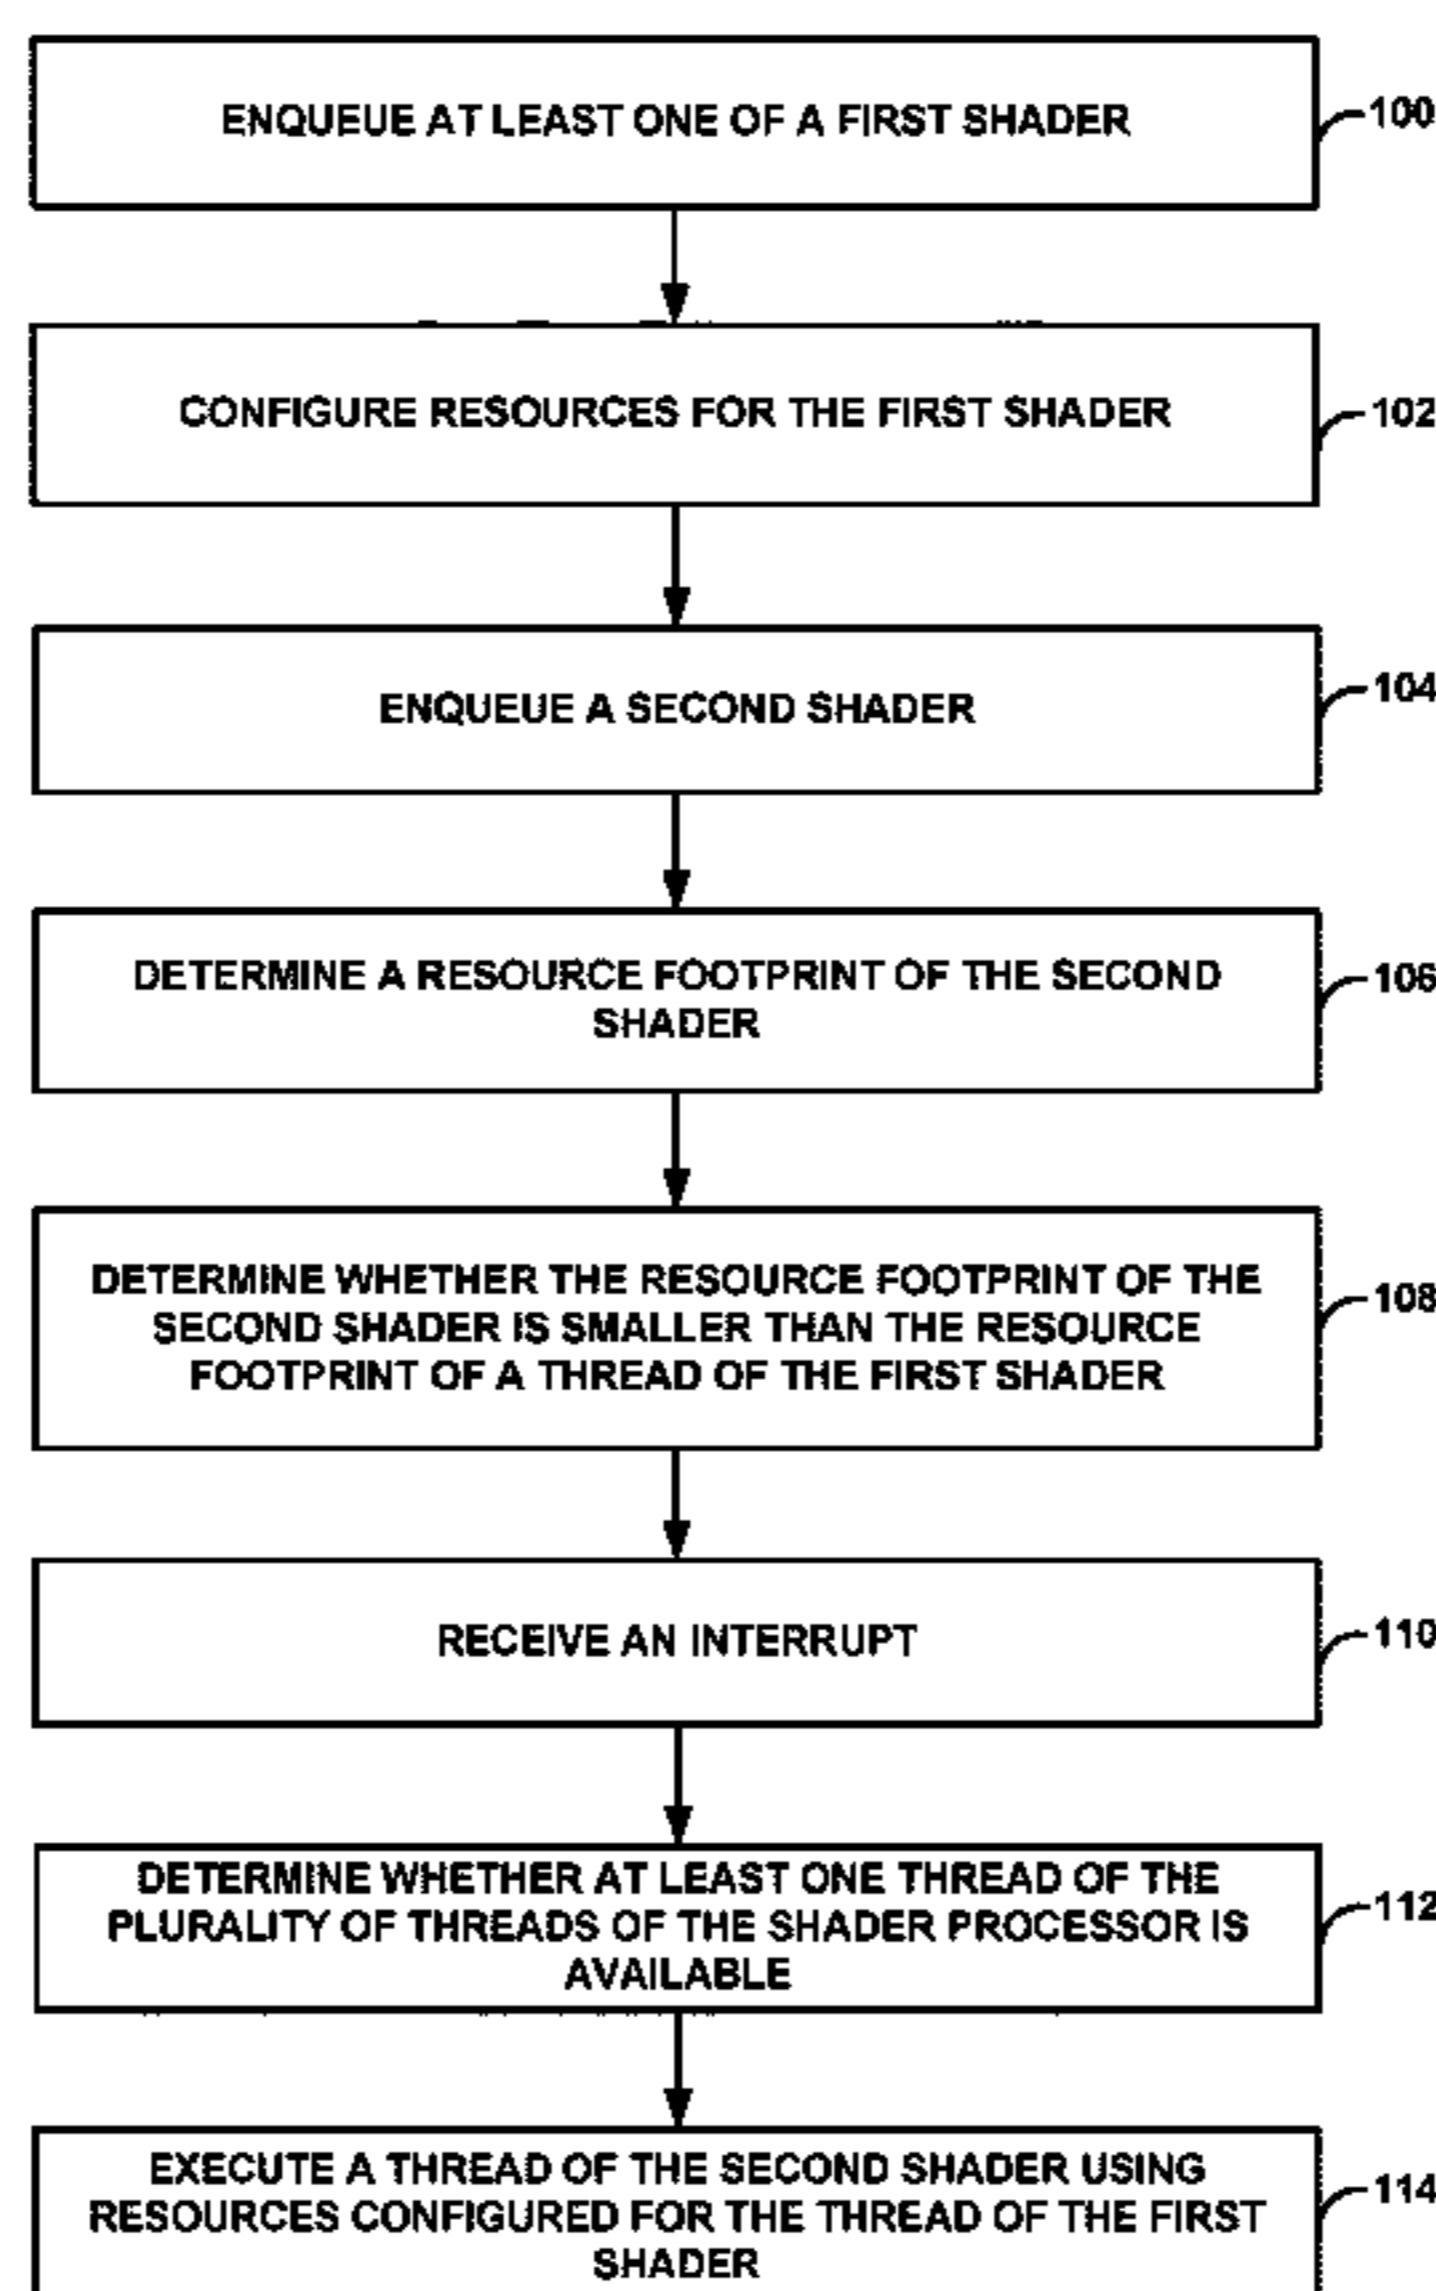 ENQUEUE AT LEAST ONE OF A FIRST SHADER
100
CONFIGURE RESOURCES FOR THE FIRST SHADER
102
ENQUEUE A SECOND SHADER
104
DETERMINE A RESOURCE FOOTPRINT OF THE SECOND
SHADER
106
DETERMINE WHETHER THE RESOURCE FOOTPRINT OF THE
SECOND SHADER IS SMALLER THAN THE RESOURCE
FOOTPRINT OF A THREAD OF THE FIRST SHADER
108
RECEIVE AN INTERRUPT
110
DETERMINE WHETHER AT LEAST ONE THREAD OF THE
PLURALITY OF THREADS OF THE SHADER PROCESSOR IS
AVAILABLE
112
EXECUTE A THREAD OF THE SECOND SHADER USING
RESOURCES CONFIGURED FOR THE THREAD OF THE FIRST
SHADER
114